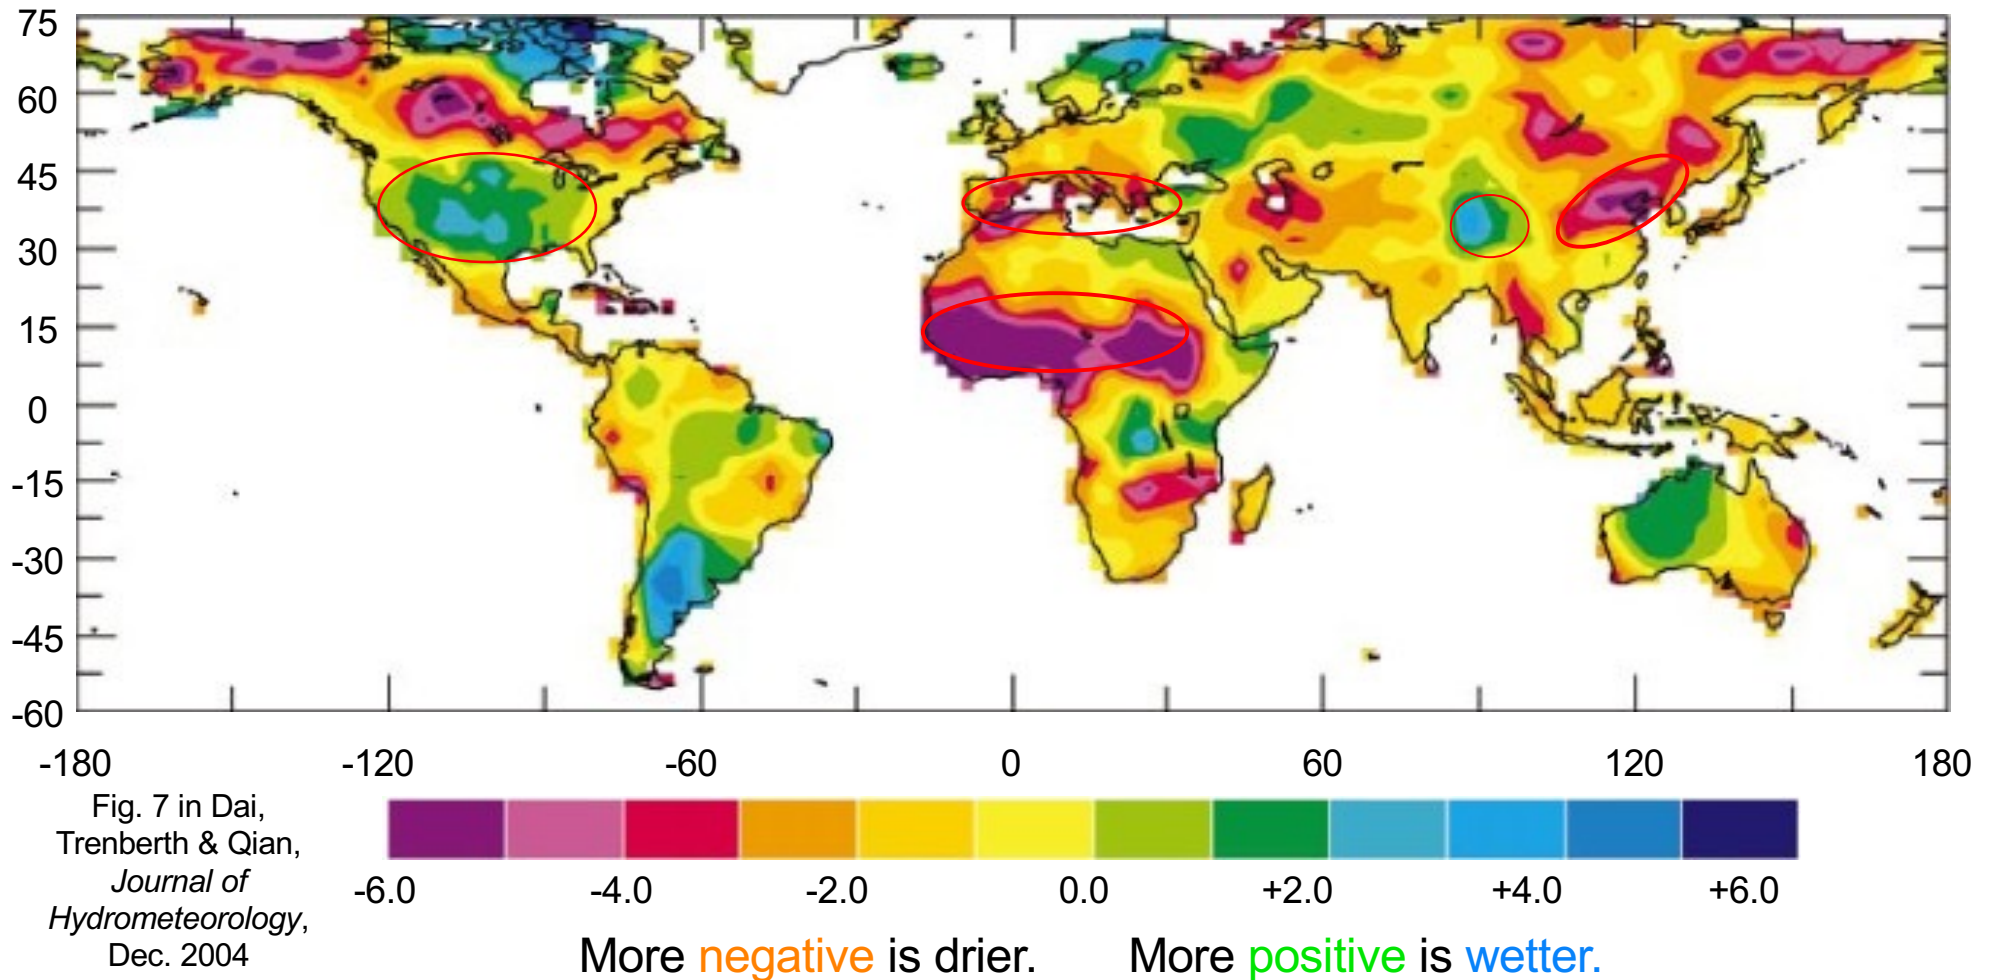 75
60
45
30
15
0
-15
-30
-45
-60
-180 -120 -60 0 60 120 180
Fig. 7 in Dai,
Trenberth & Qian,
Journal of
Hydrometeorology,
Dec. 2004
-6.0 -4.0 -2.0 0.0 +2.0 +4.0 +6.0
More negative is drier. More positive is wetter.